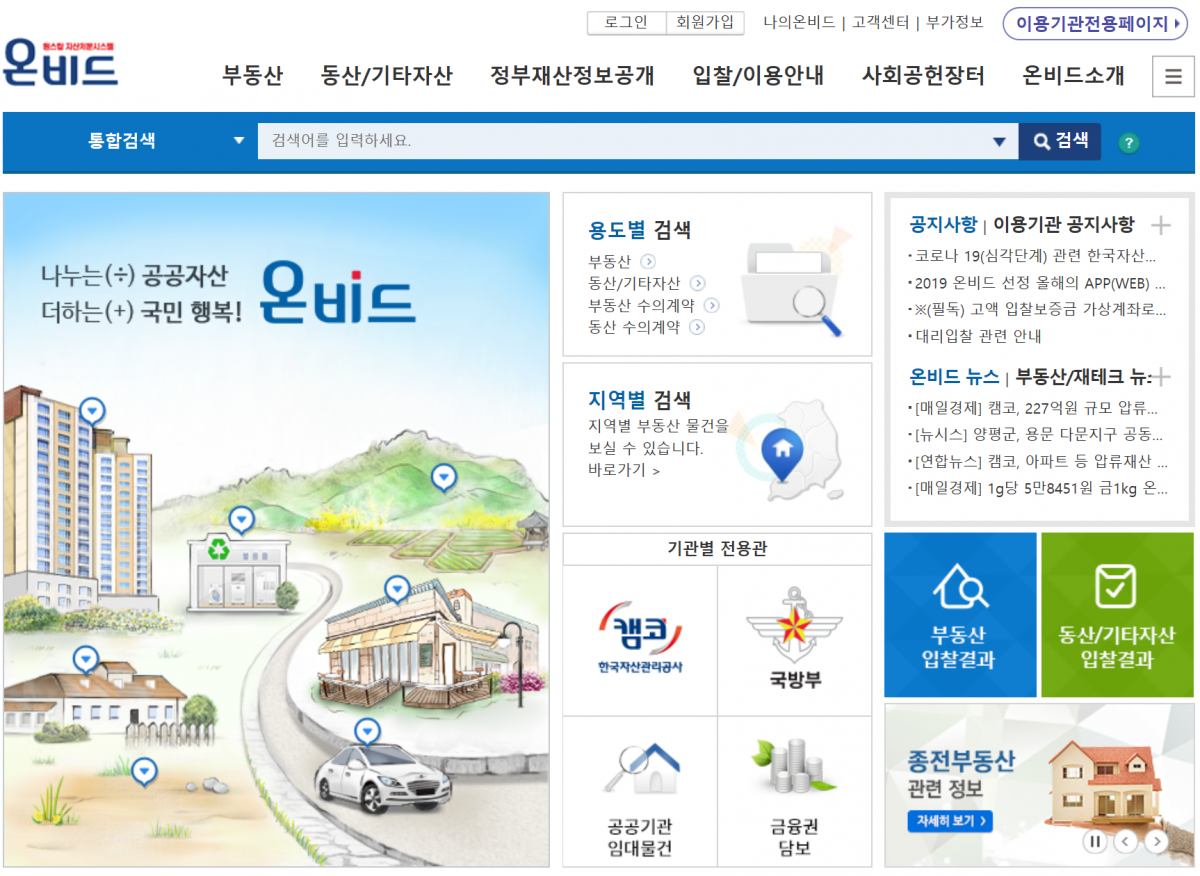 로그인 회원가입 나의온비드 | 고객센터 | 부가정보 이용기관전용페이지
원스톱 자산처분시스템
온비드
부동산 동산/기타자산 정부재산정보공개 입찰/이용안내 사회공헌장터 온비드소개
통합검색 검색어를 입력하세요. 검색 ?
나누는(÷) 공공자산
더하는(+) 국민 행복!
온비드
용도별 검색
부동산
동산/기타자산
부동산 수의계약
동산 수의계약
지역별 검색
지역별 부동산 물건을
보실 수 있습니다.
바로가기 >
기관별 전용관
캠코
한국자산관리공사
국방부
공공기관
임대물건
금융권
담보
공지사항 | 이용기관 공지사항
·코로나 19(심각단계) 관련 한국자산...
·2019 온비드 선정 올해의 APP(WEB) ...
·※(필독) 고액 입찰보증금 가상계좌로...
·대리입찰 관련 안내
온비드 뉴스 | 부동산/재테크 뉴
·[매일경제] 캠코, 227억원 규모 압류...
·[뉴시스] 양평군, 용문 다문지구 공동...
·[연합뉴스] 캠코, 아파트 등 압류재산 ...
·[매일경제] 1g당 5만8451원 금1kg 온...
부동산
입찰결과
동산/기타자산
입찰결과
종전부동산
관련 정보
자세히 보기 >